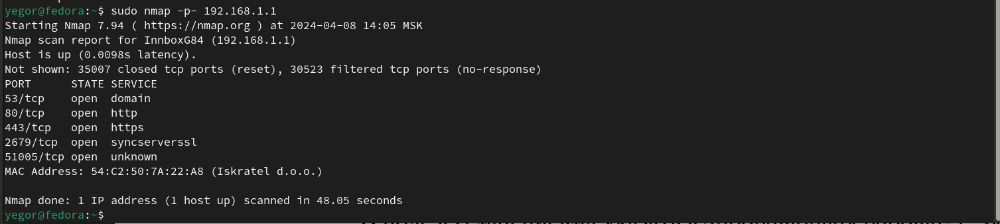 yegor@fedora:~$ sudo nmap -p- 192.168.1.1
Starting Nmap 7.94 ( https://nmap.org ) at 2024-04-08 14:05 MSK
Nmap scan report for InnboxG84 (192.168.1.1)
Host is up (0.0098s latency).
Not shown: 35007 closed tcp ports (reset), 30523 filtered tcp ports (no-response)
PORT      STATE SERVICE
53/tcp    open  domain
80/tcp    open  http
443/tcp   open  https
2679/tcp  open  syncserverssl
51005/tcp open  unknown
MAC Address: 54:C2:50:7A:22:A8 (Iskratel d.o.o.)
Nmap done: 1 IP address (1 host up) scanned in 48.05 seconds
yegor@fedora:~$